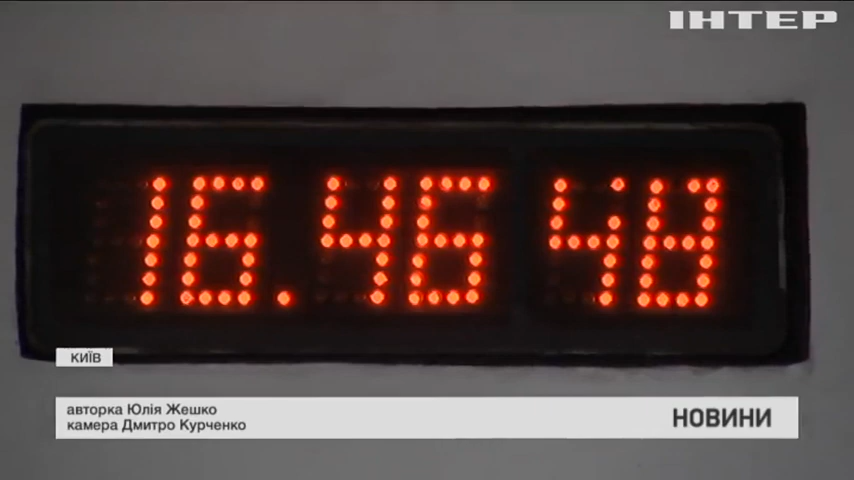 ІНТЕР
16.46 48
КИЇВ
авторка Юлія Жешко
камера Дмитро Курченко
НОВИНИ